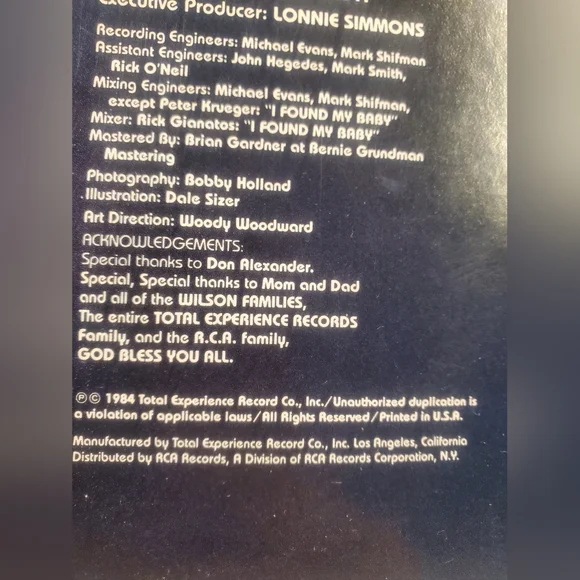 Executive Producer: LONNIE SIMMONS
Recording Engineers: Michael Evans, Mark Shifman
Assistant Engineers: John Hegedes, Mark Smith,
Rick O'Neil
Mixing Engineers: Michael Evans, Mark Shifman,
except Peter Krueger: "I FOUND MY BABY"
Mixer: Rick Gianatos: "I FOUND MY BABY"
Mastered By: Brian Gardner at Bernie Grundman
Mastering
Photography: Bobby Holland
Illustration: Dale Sizer
Art Direction: Woody Woodward
ACKNOWLEDGEMENTS:
Special thanks to Don Alexander.
Special, Special thanks to Mom and Dad
and all of the WILSON FAMILIES,
The entire TOTAL EXPERIENCE RECORDS
Family, and the R.C.A. family,
GOD BLESS YOU ALL.
℗ © 1984 Total Experience Record Co., Inc./Unauthorized duplication is
a violation of applicable laws/All Rights Reserved/Printed in U.S.A.
Manufactured by Total Experience Record Co., Inc. Los Angeles, California
Distributed by RCA Records, A Division of RCA Records Corporation, N.Y.